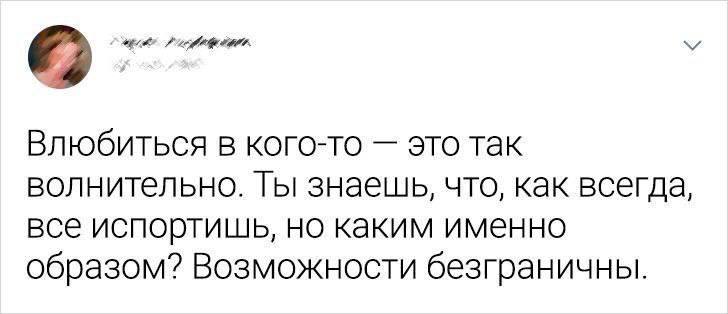 Влюбиться в кого-то — это так
волнительно. Ты знаешь, что, как всегда,
все испортишь, но каким именно
образом? Возможности безграничны.